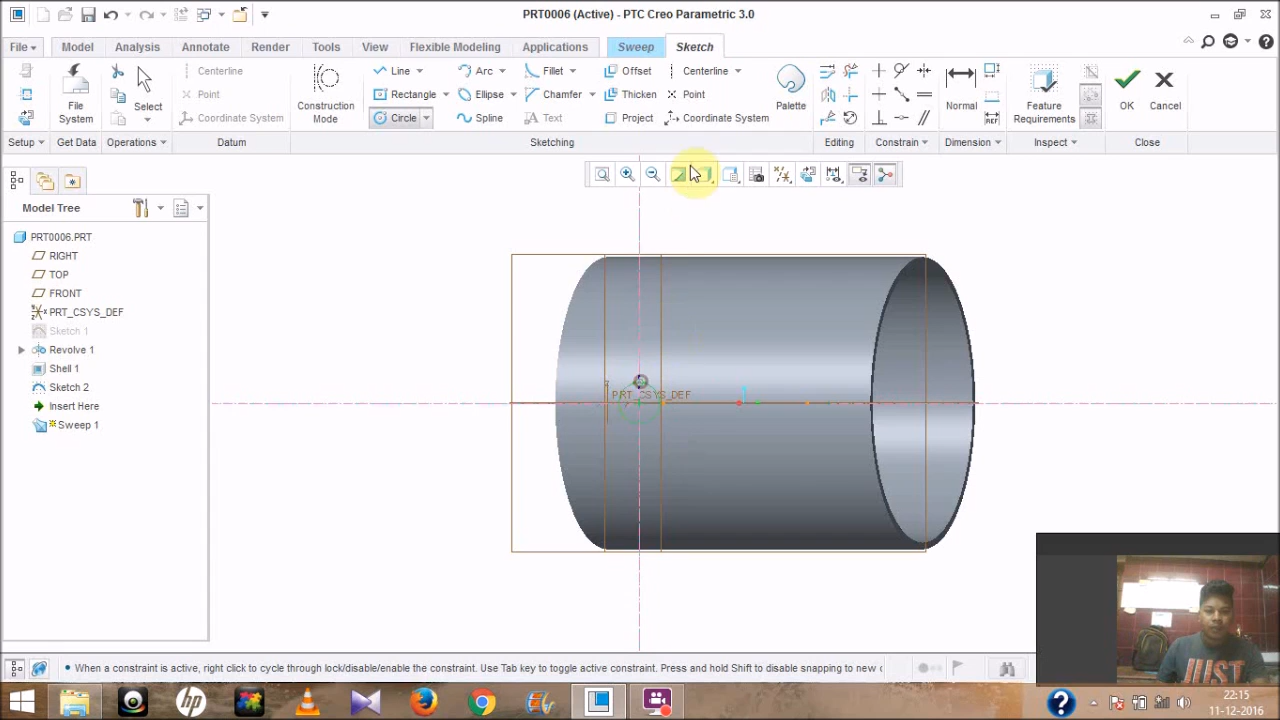 PRT0006 (Active) - PTC Creo Parametric 3.0
File Model Analysis Annotate Render Tools View Flexible Modeling Applications Sweep Sketch
Centerline
Point
Coordinate System
File System
Select
Construction Mode
Line
Rectangle
Circle
Arc
Ellipse
Spline
Fillet
Chamfer
Text
Offset
Thicken
Project
Centerline
Point
Coordinate System
Palette
Normal
REF
Feature Requirements
OK
Cancel
Setup Get Data Operations Datum Sketching Editing Constrain Dimension Inspect Close
Model Tree
PRT0006.PRT
RIGHT
TOP
FRONT
PRT_CSYS_DEF
Sketch 1
Revolve 1
Shell 1
Sketch 2
Insert Here
Sweep 1
PRT_CSYS_DEF
• When a constraint is active, right click to cycle through lock/disable/enable the constraint. Use Tab key to toggle active constraint. Press and hold Shift to disable snapping to new c
JUST
hp
22:15
11-12-2016